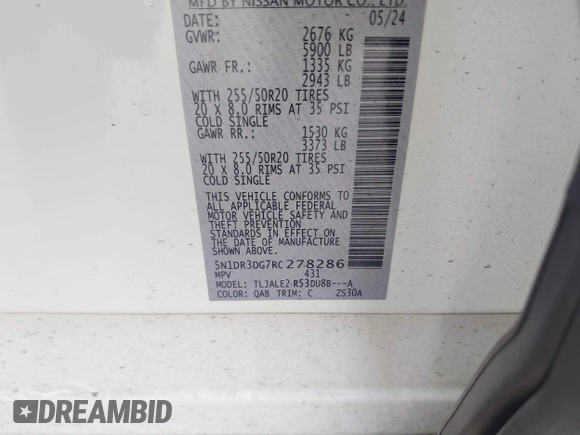 MFD BY NISSAN MOTOR CO., LTD.
DATE: 05/24
GVWR: 2676 KG
5900 LB
GAWR FR.: 1335 KG
2943 LB
WITH 255/50R20 TIRES
20 X 8.0 RIMS AT 35 PSI
COLD SINGLE
GAWR RR.: 1530 KG
3373 LB
WITH 255/50R20 TIRES
20 X 8.0 RIMS AT 35 PSI
COLD SINGLE
THIS VEHICLE CONFORMS TO
ALL APPLICABLE FEDERAL
MOTOR VEHICLE SAFETY AND
THEFT PREVENTION
STANDARDS IN EFFECT ON
THE DATE OF MANUFACTURE
SHOWN ABOVE.
5N1DR3DG7RC278286
MPV 431
MODEL: TLJALE2-R53DU8B---A
COLOR: QAB TRIM: C ZS30A
DREAMBID